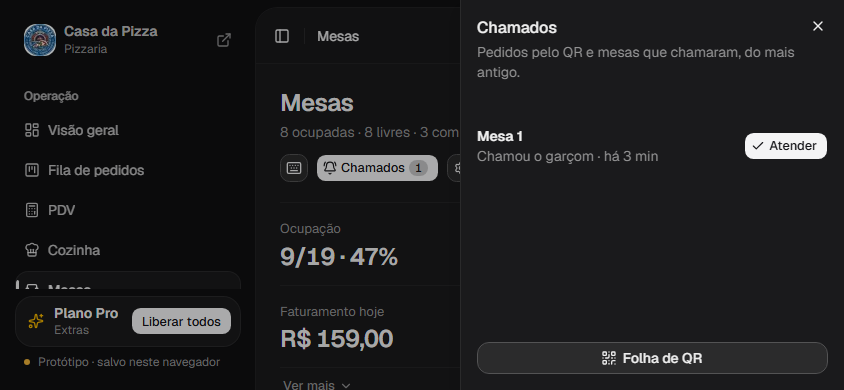 Casa da Pizza
Pizzaria
Operação
Visão geral
Fila de pedidos
PDV
Cozinha
Mesas
Plano Pro
Extras
Liberar todos
Protótipo · salvo neste navegador
Mesas
Mesas
8 ocupadas · 8 livres · 3 com
Chamados 1
Ocupação
9/19 · 47%
Faturamento hoje
R$ 159,00
Ver mais
Chamados
Pedidos pelo QR e mesas que chamaram, do mais
antigo.
Mesa 1
Chamou o garçom · há 3 min
Atender
Folha de QR